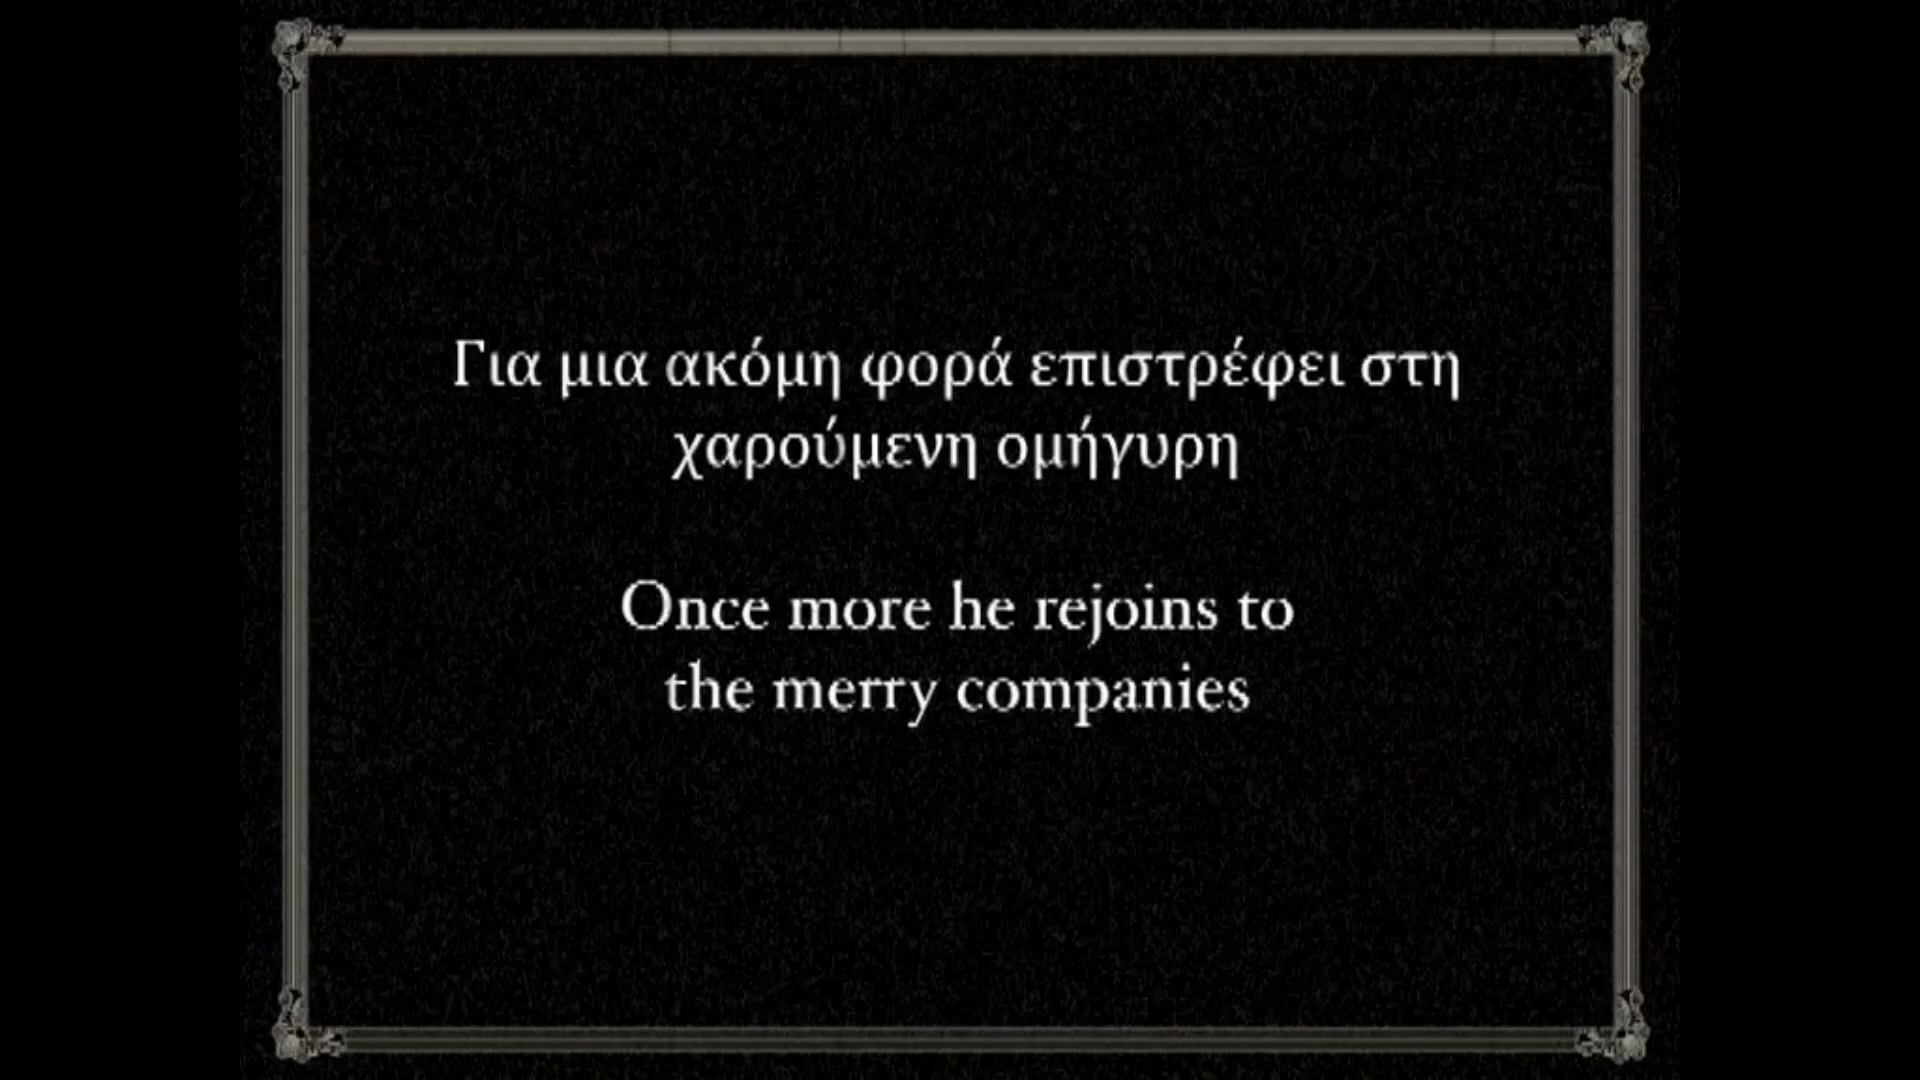 Για μια ακόμη φορά επιστρέφει στη
χαρούμενη ομήγυρη
Once more he rejoins to
the merry companies